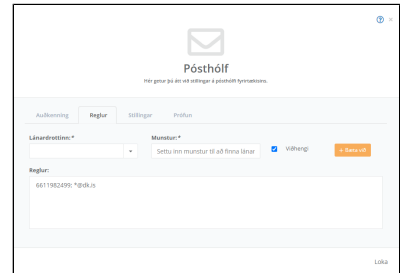 Pósthólf
Hér getur þú átt við stillingar á pósthólfi fyrirtækisins.
Auðkenning
Reglur
Stillingar
Prófun
Lánardrottinn:*
Munstur:*
Settu inn munstur til að finna lánar
Viðhengi
+ Bæta við
Reglur:
6611982499; *@dk.is
Loka